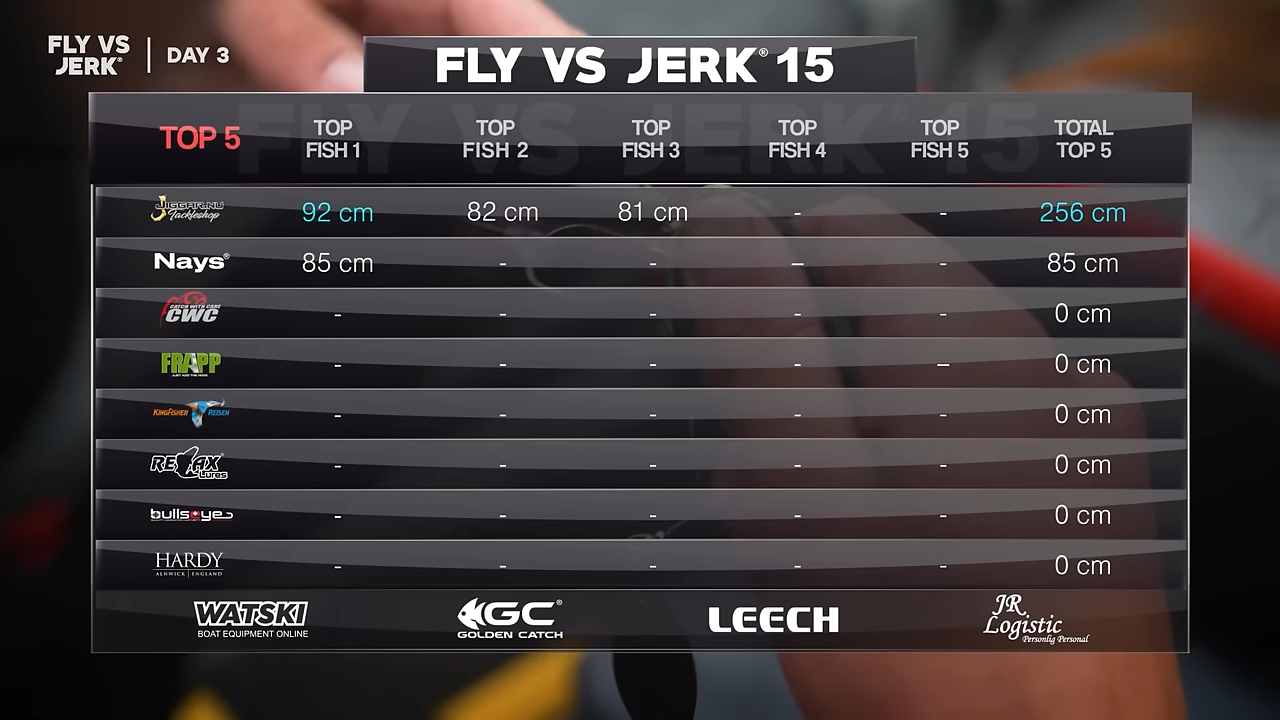 FLY VS
JERK®
DAY 3
FLY VS JERK® 15
TOP 5
TOP FISH 1
TOP FISH 2
TOP FISH 3
TOP FISH 4
TOP FISH 5
TOTAL TOP 5
JIGGAR.NU Tackleshop 92 cm 82 cm 81 cm - - 256 cm
Nays® 85 cm - - – - 85 cm
CATCH WITH CARE CWC - - - - - 0 cm
FRAPP - - - - – 0 cm
KINGFISHER REISEN - - - - - 0 cm
RELAX Lures - - - - - 0 cm
bullseye - - - - - 0 cm
HARDY ALNWICK | ENGLAND - - - - - 0 cm
WATSKI
BOAT EQUIPMENT ONLINE
GC®
GOLDEN CATCH
LEECH
JR
Logistic
Personlig Personal